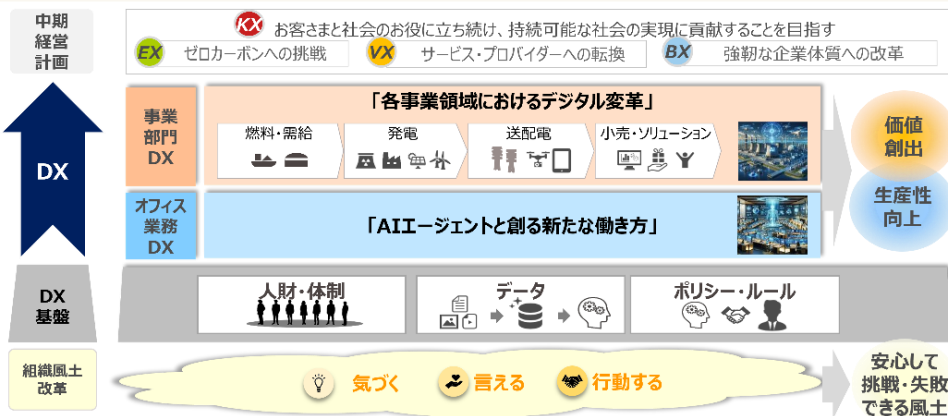 中期
経営
計画
KX
お客さまと社会のお役に立ち続け、持続可能な社会の実現に貢献することを目指す
EX
ゼロカーボンへの挑戦
VX
サービス・プロバイダーへの転換
BX
強靭な企業体質への改革
DX
事業
部門
DX
「各事業領域におけるデジタル変革」
燃料・需給
発電
送配電
小売・ソリューション
オフィス
業務
DX
「AIエージェントと創る新たな働き方」
価値
創出
生産性
向上
DX
基盤
人財・体制
データ
ポリシー・ルール
組織風土
改革
気づく
言える
行動する
安心して
挑戦・失敗
できる風土